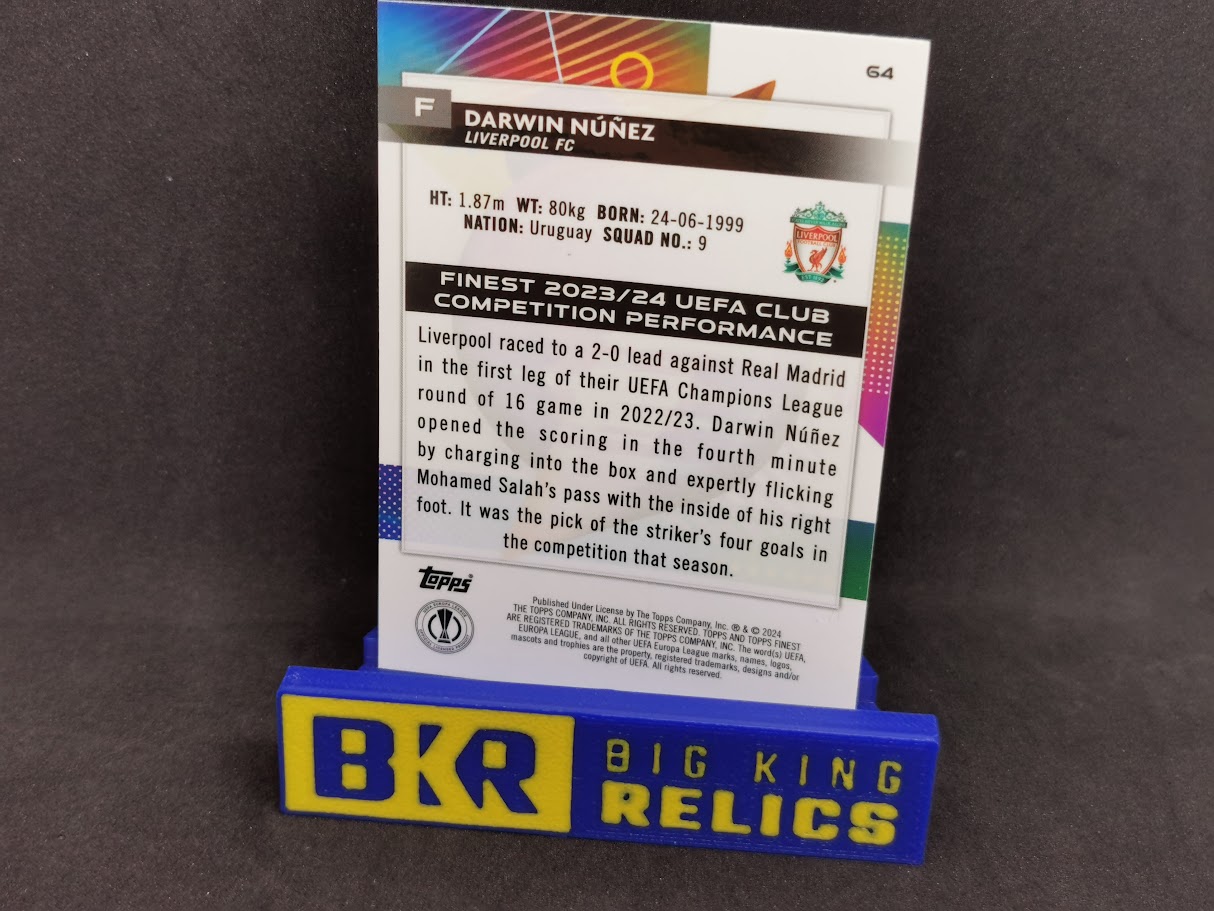 64
F
DARWIN NÚÑEZ
LIVERPOOL FC
HT: 1.87m WT: 80kg BORN: 24-06-1999
NATION: Uruguay SQUAD NO.: 9
LIVERPOOL
FINEST 2023/24 UEFA CLUB
COMPETITION PERFORMANCE
Liverpool raced to a 2-0 lead against Real Madrid
in the first leg of their UEFA Champions League
round of 16 game in 2022/23. Darwin Núñez
opened the scoring in the fourth minute
by charging into the box and expertly flicking
Mohamed Salah's pass with the inside of his right
foot. It was the pick of the striker's four goals in
the competition that season.
topps®
Published Under License by The Topps Company, Inc. ® & © 2024
THE TOPPS COMPANY, INC. ALL RIGHTS RESERVED. TOPPS AND TOPPS FINEST
ARE REGISTERED TRADEMARKS OF THE TOPPS COMPANY, INC. The word(s) UEFA,
EUROPA LEAGUE, and all other UEFA Europa League marks, names, logos,
mascots and trophies are the property, registered trademarks, designs and/or
copyright of UEFA. All rights reserved.
BKR
BIG KING
RELICS